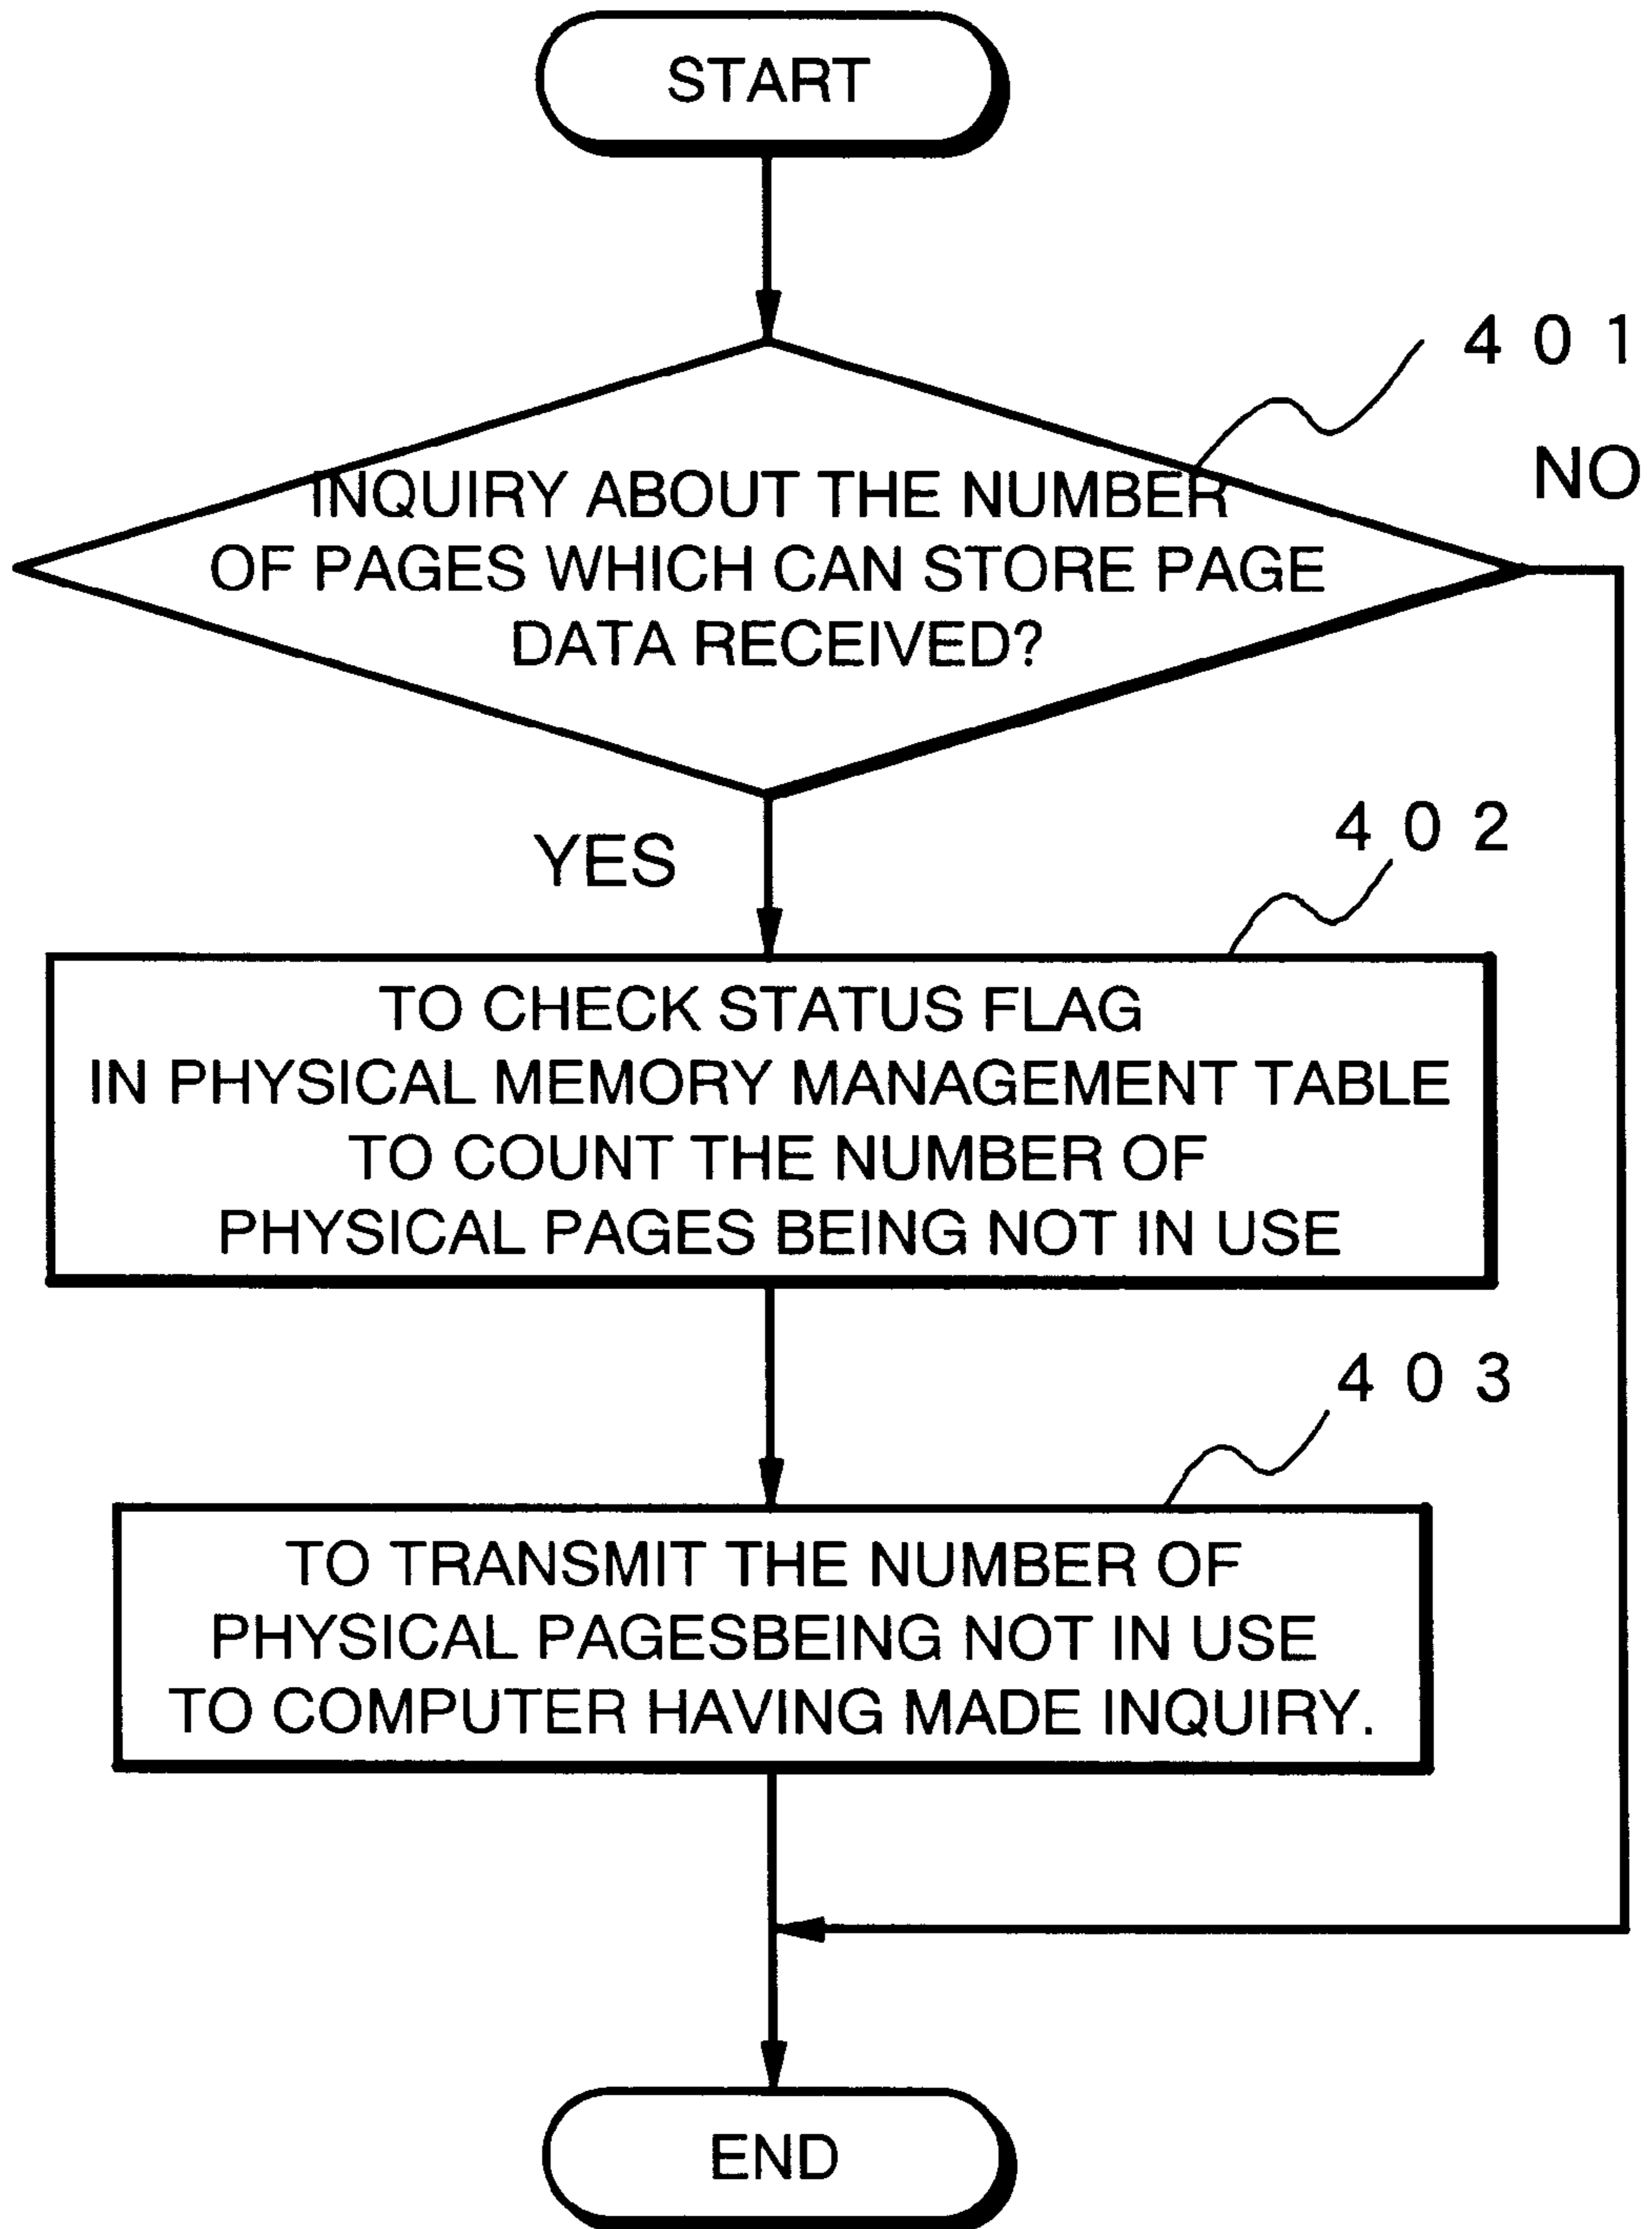 START
4 0 1
NO
INQUIRY ABOUT THE NUMBER
OF PAGES WHICH CAN STORE PAGE
DATA RECEIVED?
YES
4 0 2
TO CHECK STATUS FLAG
IN PHYSICAL MEMORY MANAGEMENT TABLE
TO COUNT THE NUMBER OF
PHYSICAL PAGES BEING NOT IN USE
4 0 3
TO TRANSMIT THE NUMBER OF
PHYSICAL PAGESBEING NOT IN USE
TO COMPUTER HAVING MADE INQUIRY.
END